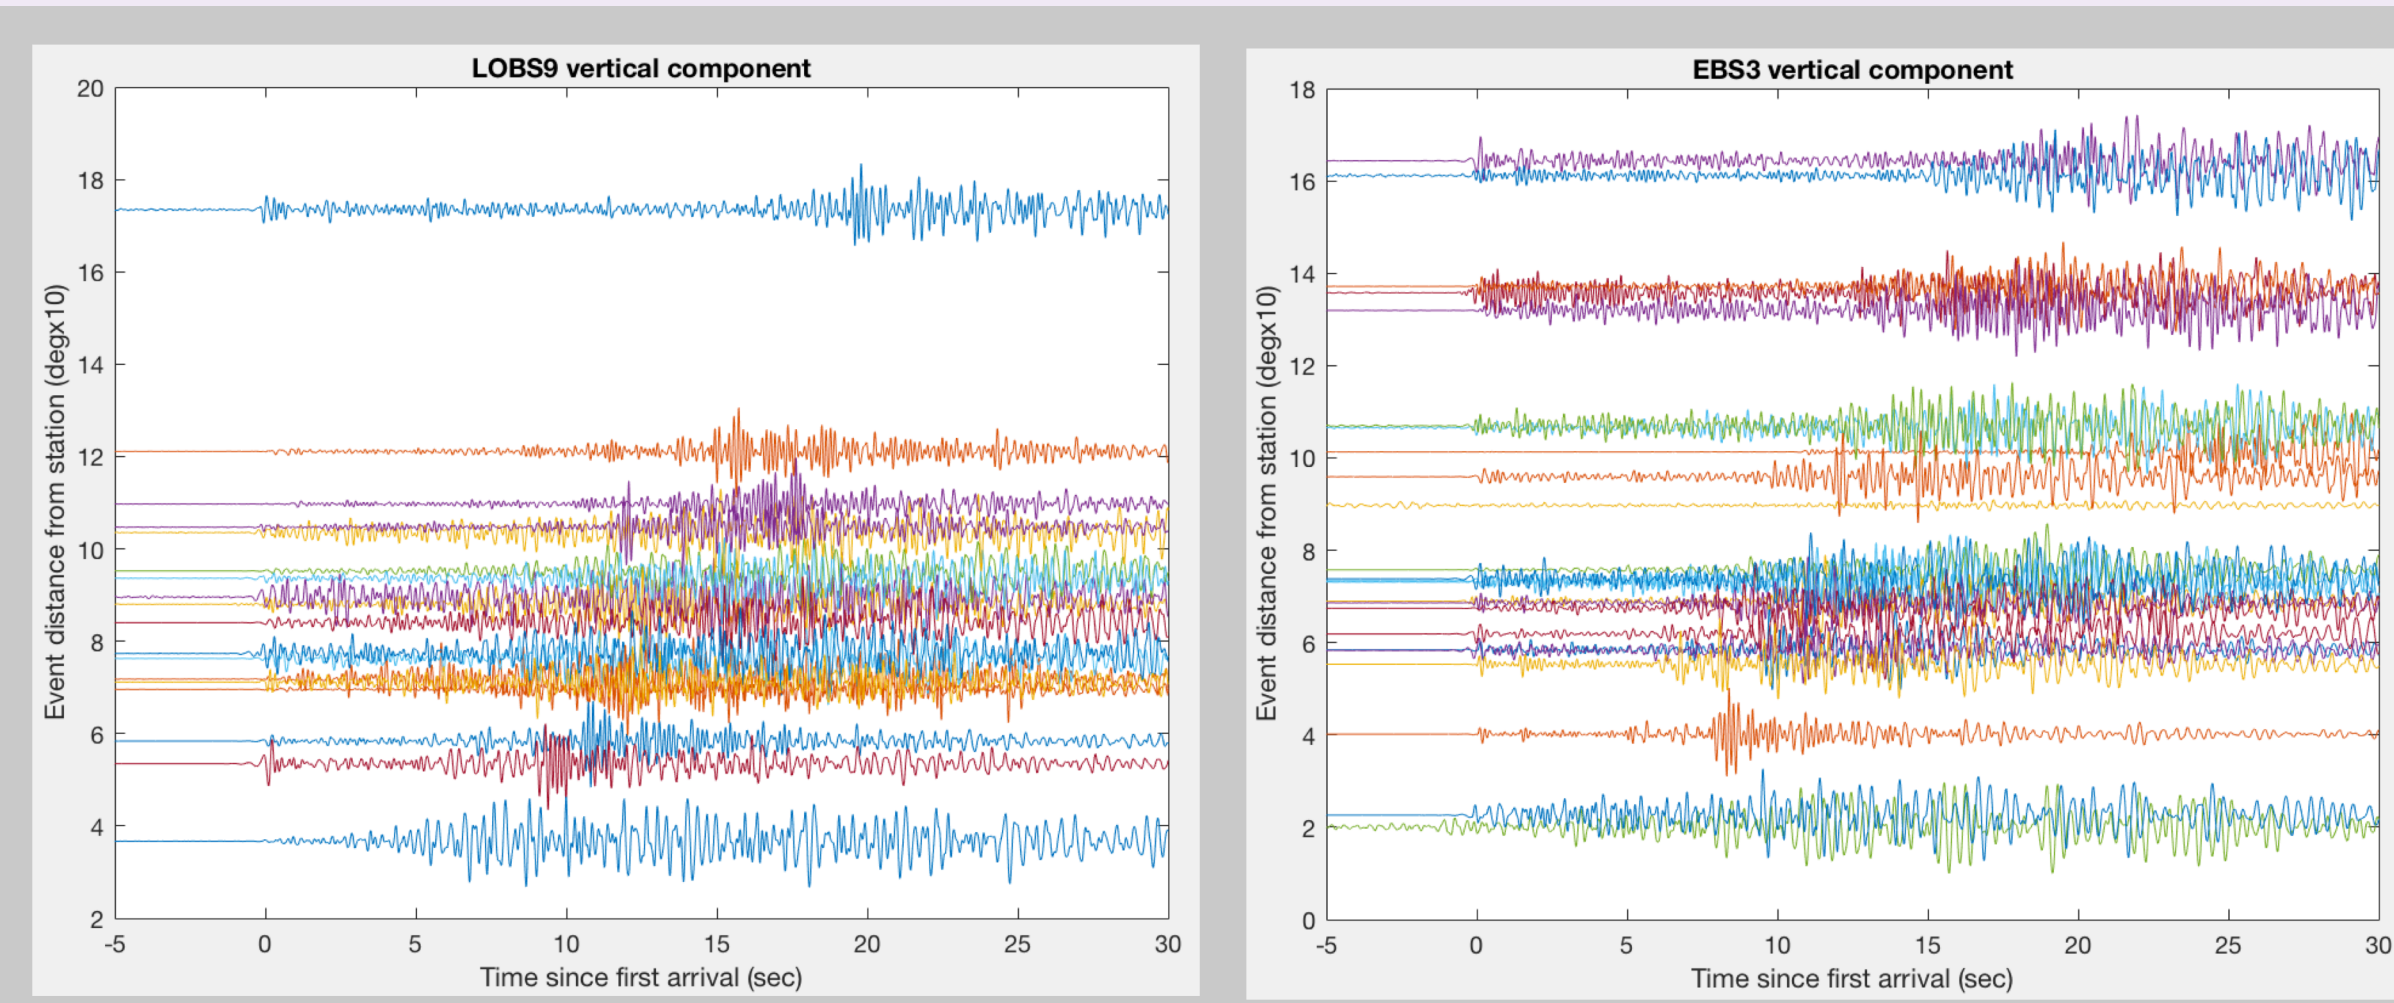 LOBS9 vertical component
20
18
16
14
12
10
8
6
4
2
Event distance from station (degx10)
-5 0 5 10 15 20 25 30
Time since first arrival (sec)
EBS3 vertical component
18
16
14
12
10
8
6
4
2
0
Event distance from station (degx10)
-5 0 5 10 15 20 25 30
Time since first arrival (sec)